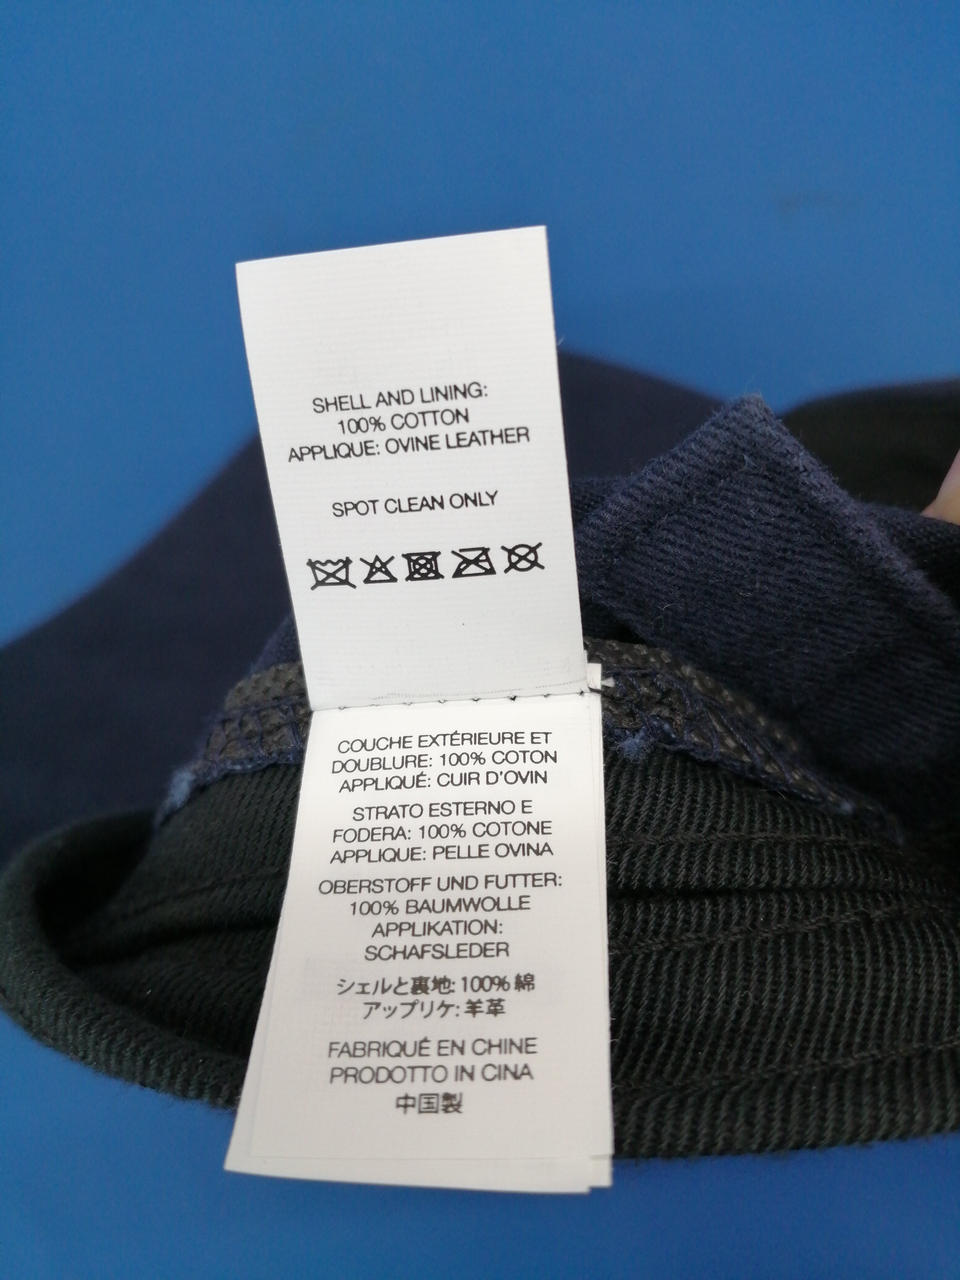 SHELL AND LINING:
100% COTTON
APPLIQUE: OVINE LEATHER
SPOT CLEAN ONLY
COUCHE EXTÉRIEURE ET
DOUBLURE: 100% COTON
APPLIQUÉ: CUIR D'OVIN
STRATO ESTERNO E
FODERA: 100% COTONE
APPLIQUE: PELLE OVINA
OBERSTOFF UND FUTTER:
100% BAUMWOLLE
APPLIKATION:
SCHAFSLEDER
シェルと裏地: 100% 綿
アップリケ: 羊革
FABRIQUÉ EN CHINE
PRODOTTO IN CINA
中国製